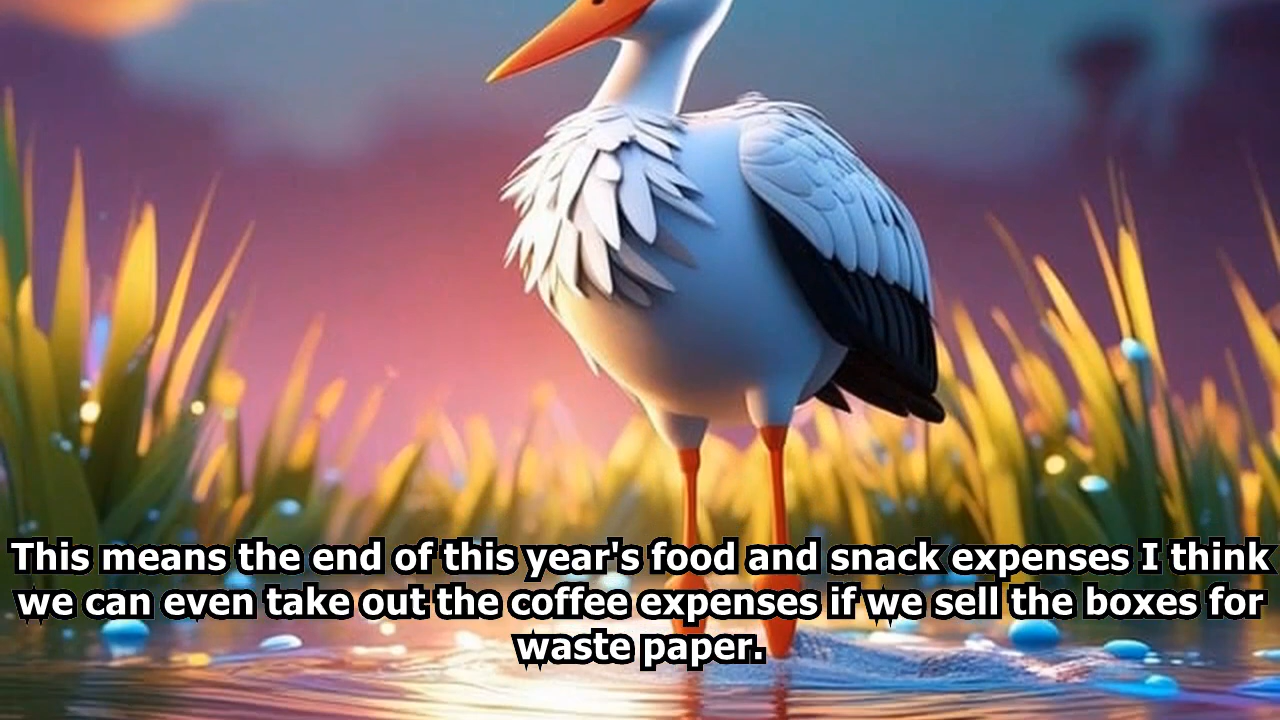 This means the end of this year's food and snack expenses I think
we can even take out the coffee expenses if we sell the boxes for
waste paper.